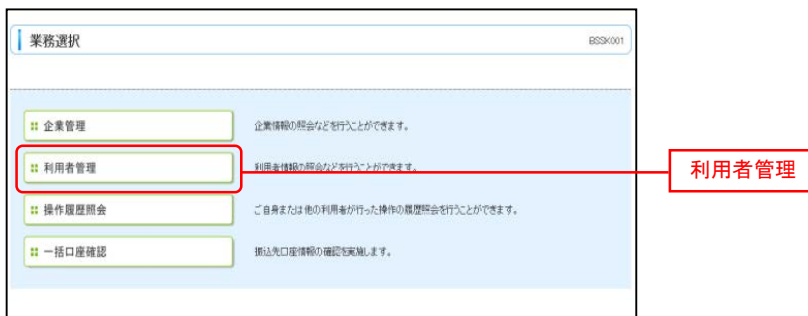 業務選択
BSSK001
企業管理
企業情報の照会などを行うことができます。
利用者管理
利用者情報の照会などを行うことができます。
利用者管理
操作履歴照会
ご自身または他の利用者が行った操作の履歴照会を行うことができます。
一括口座確認
振込先口座情報の確認を実施します。